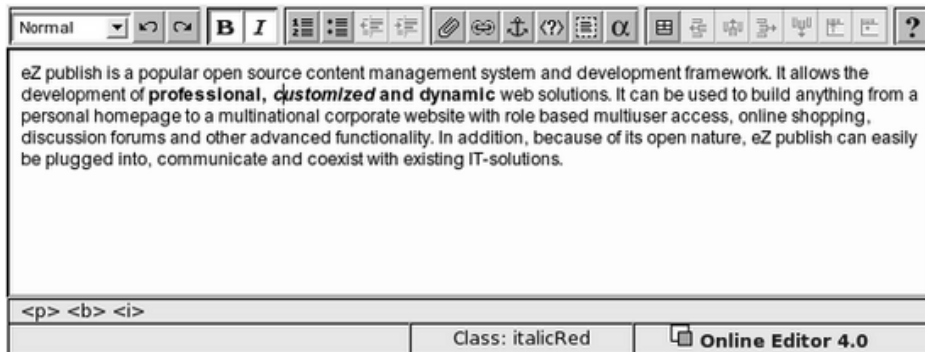 Normal B I <?> α ?
eZ publish is a popular open source content management system and development framework. It allows the
development of professional, customized and dynamic web solutions. It can be used to build anything from a
personal homepage to a multinational corporate website with role based multiuser access, online shopping,
discussion forums and other advanced functionality. In addition, because of its open nature, eZ publish can easily
be plugged into, communicate and coexist with existing IT-solutions.
<p> <b> <i>
Class: italicRed Online Editor 4.0